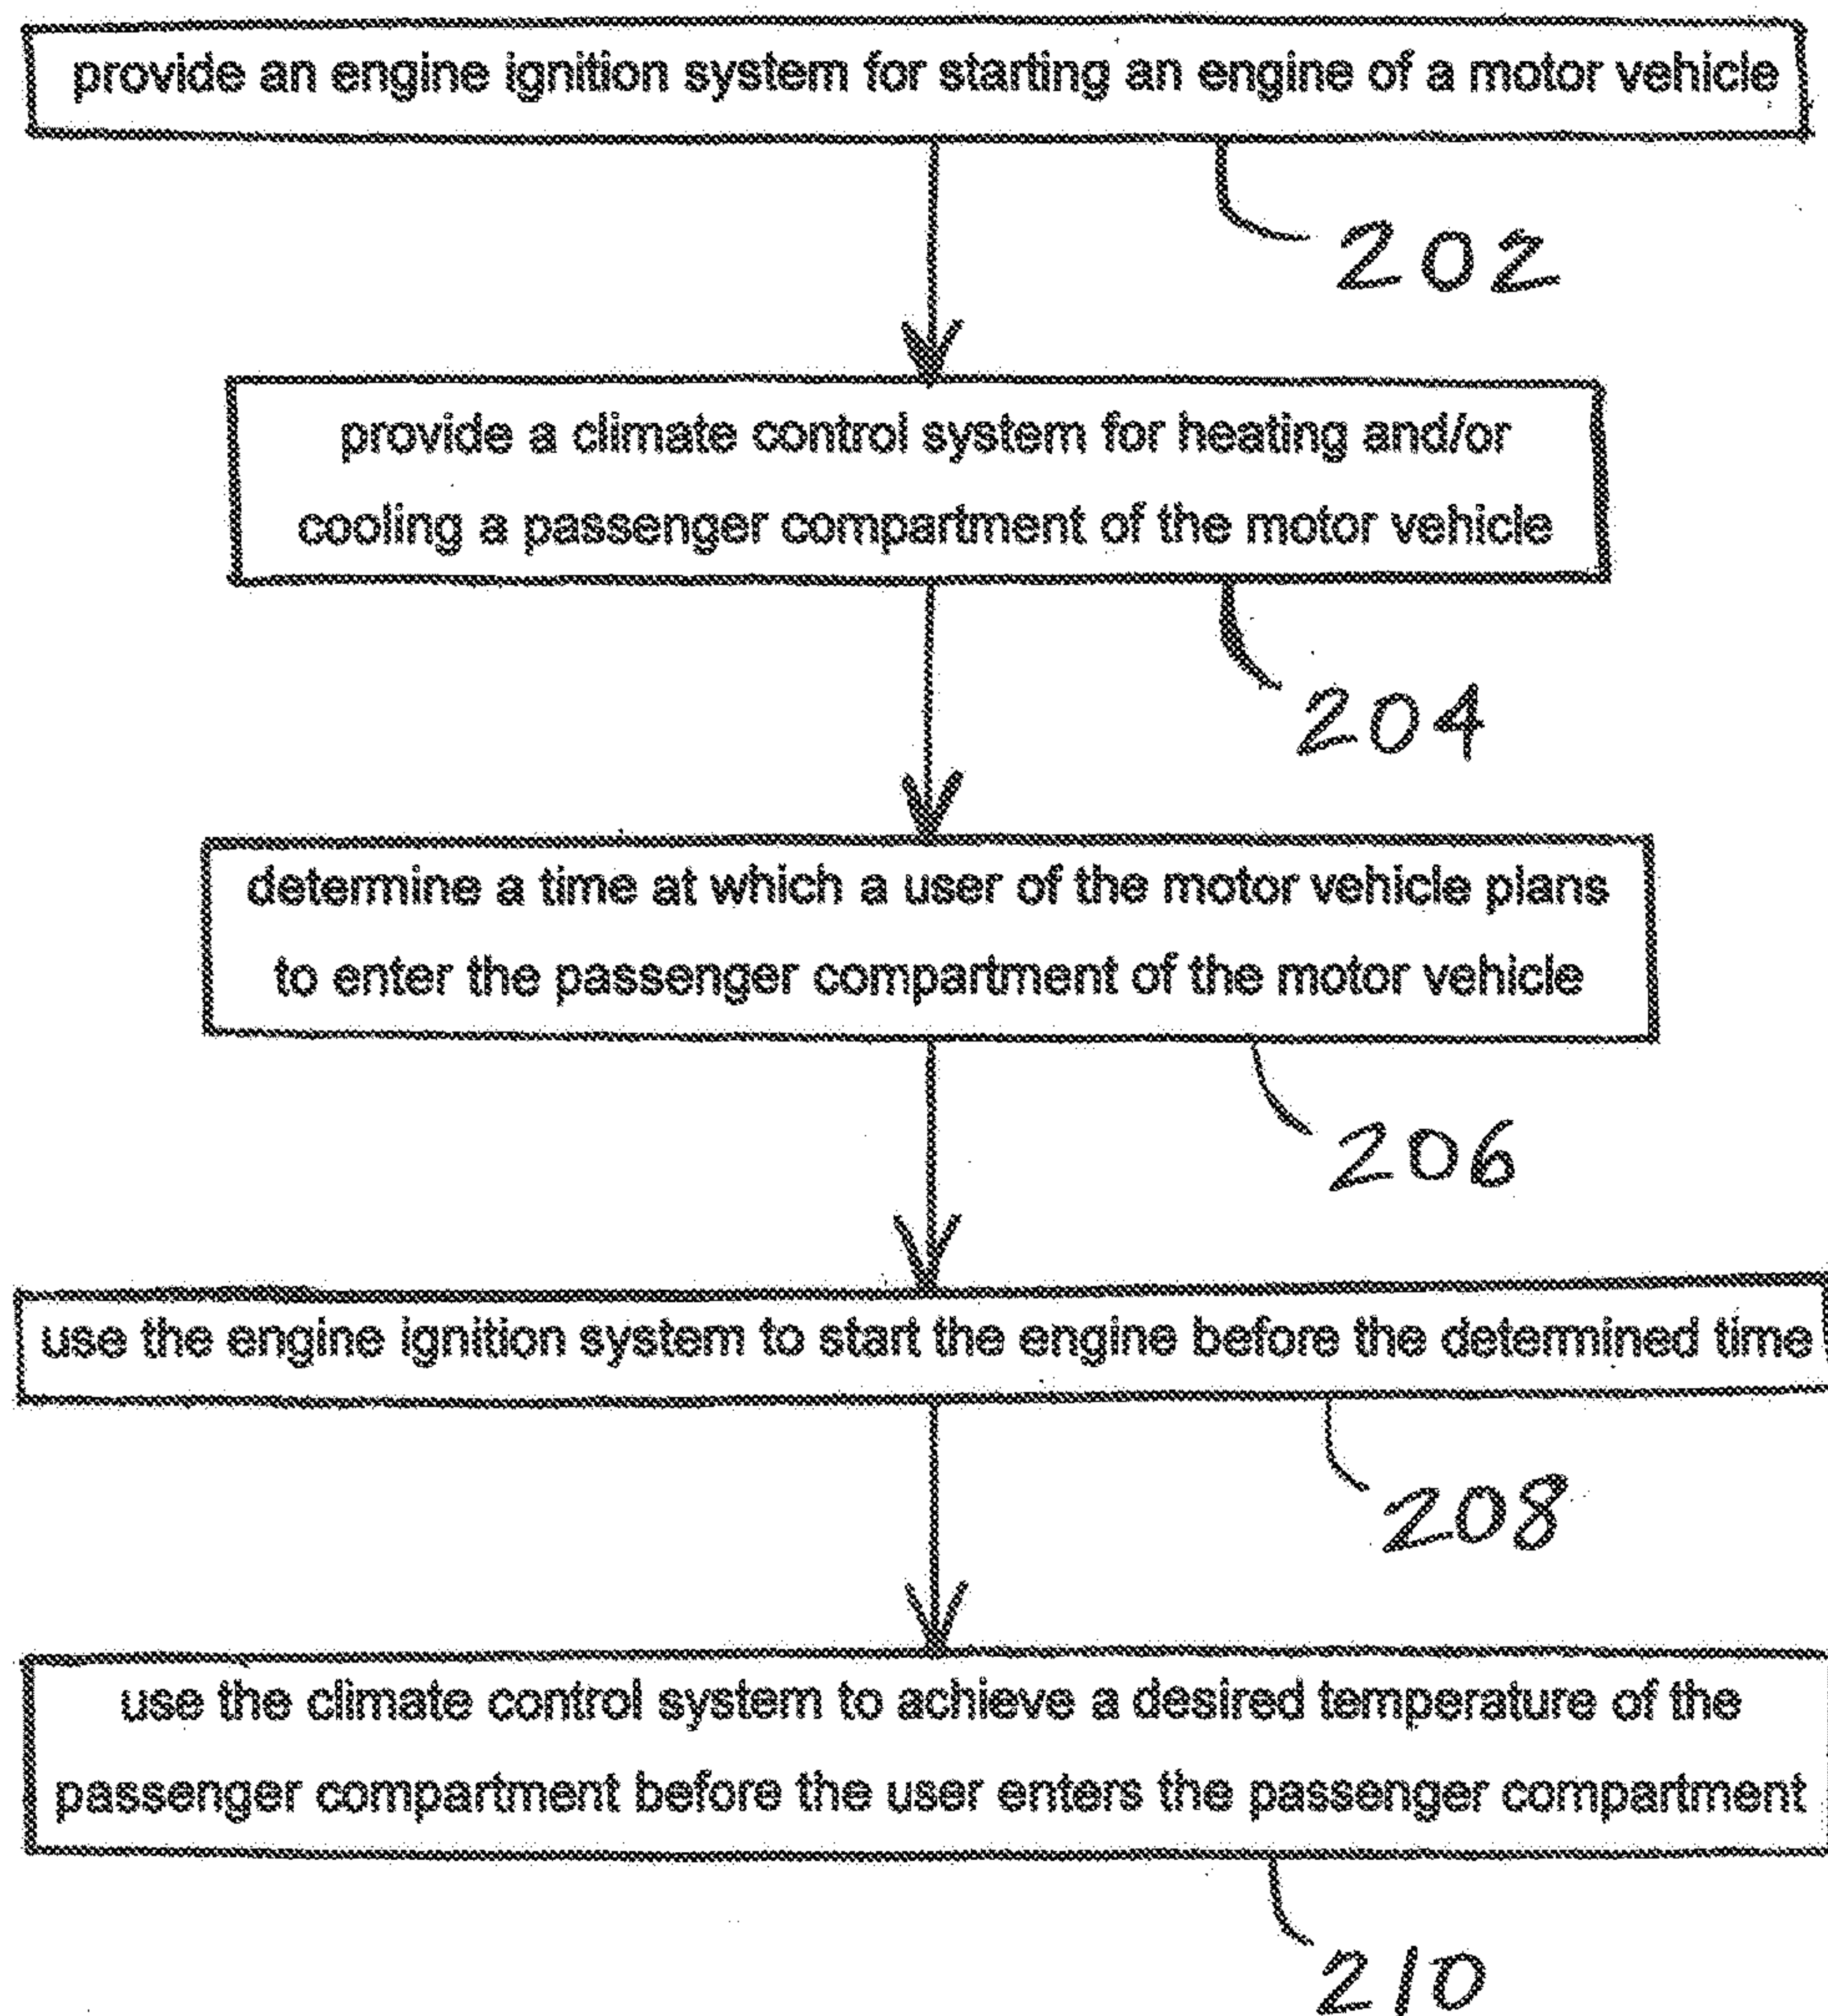 provide an engine ignition system for starting an engine of a motor vehicle
202
provide a climate control system for heating and/or
cooling a passenger compartment of the motor vehicle
204
determine a time at which a user of the motor vehicle plans
to enter the passenger compartment of the motor vehicle
206
use the engine ignition system to start the engine before the determined time
208
use the climate control system to achieve a desired temperature of the
passenger compartment before the user enters the passenger compartment
210